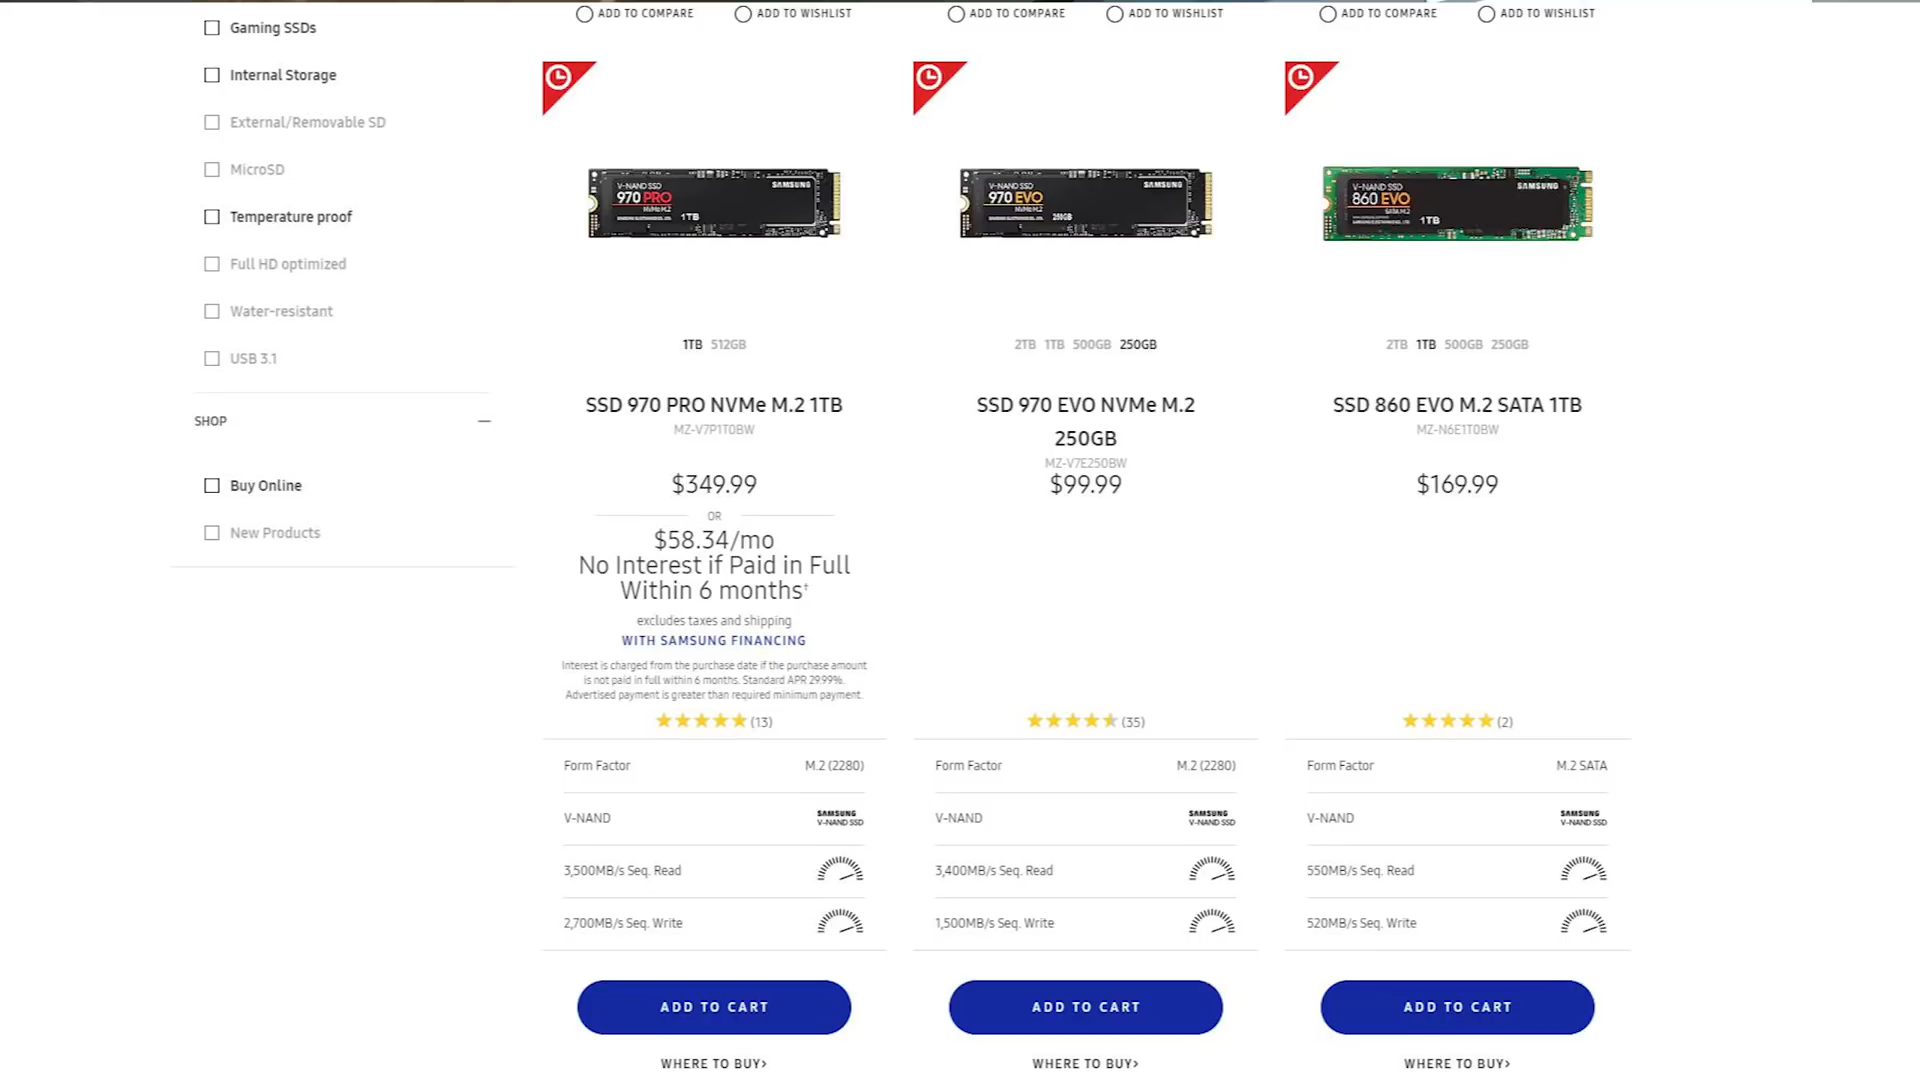 ADD TO COMPARE
ADD TO WISHLIST
ADD TO COMPARE
ADD TO WISHLIST
ADD TO COMPARE
ADD TO WISHLIST
Gaming SSDs
Internal Storage
External/Removable SD
MicroSD
Temperature proof
Full HD optimized
Water-resistant
USB 3.1
SHOP
Buy Online
New Products
V-NAND SSD
970 PRO
NVMe M.2
SAMSUNG
1TB
1TB 512GB
SSD 970 PRO NVMe M.2 1TB
MZ-V7P1T0BW
$349.99
OR
$58.34/mo
No Interest if Paid in Full
Within 6 months†
excludes taxes and shipping
WITH SAMSUNG FINANCING
Interest is charged from the purchase date if the purchase amount
is not paid in full within 6 months. Standard APR 29.99%.
Advertised payment is greater than required minimum payment.
(13)
Form Factor M.2 (2280)
V-NAND SAMSUNG
V-NAND SSD
3,500MB/s Seq. Read
2,700MB/s Seq. Write
ADD TO CART
WHERE TO BUY>
V-NAND SSD
970 EVO
NVMe M.2
SAMSUNG
250GB
2TB 1TB 500GB 250GB
SSD 970 EVO NVMe M.2
250GB
MZ-V7E250BW
$99.99
(35)
Form Factor M.2 (2280)
V-NAND SAMSUNG
V-NAND SSD
3,400MB/s Seq. Read
1,500MB/s Seq. Write
ADD TO CART
WHERE TO BUY>
V-NAND SSD
860 EVO
SATA M.2
SAMSUNG
1TB
2TB 1TB 500GB 250GB
SSD 860 EVO M.2 SATA 1TB
MZ-N6E1T0BW
$169.99
(2)
Form Factor M.2 SATA
V-NAND SAMSUNG
V-NAND SSD
550MB/s Seq. Read
520MB/s Seq. Write
ADD TO CART
WHERE TO BUY>